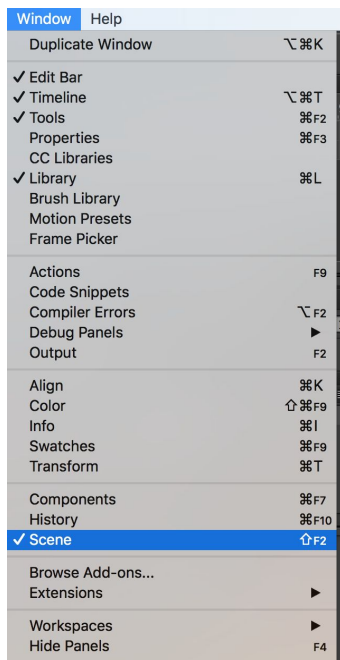 Window Help
Duplicate Window ⌥⌘K
✓ Edit Bar
✓ Timeline ⌥⌘T
✓ Tools ⌘F2
Properties ⌘F3
CC Libraries
✓ Library ⌘L
Brush Library
Motion Presets
Frame Picker
Actions F9
Code Snippets
Compiler Errors ⌥F2
Debug Panels ▶
Output F2
Align ⌘K
Color ⇧⌘F9
Info ⌘I
Swatches ⌘F9
Transform ⌘T
Components ⌘F7
History ⌘F10
✓ Scene ⇧F2
Browse Add-ons...
Extensions ▶
Workspaces ▶
Hide Panels F4